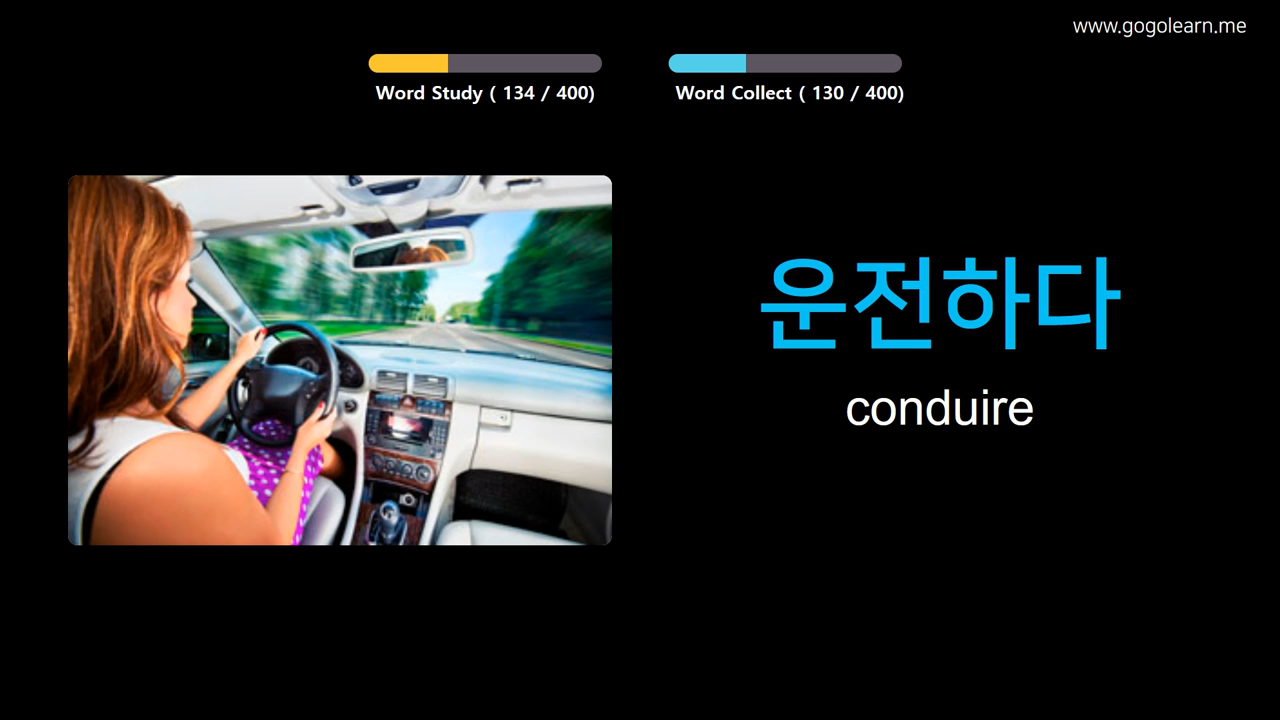 www.gogolearn.me
Word Study ( 134 / 400)
Word Collect ( 130 / 400)
운전하다
conduire